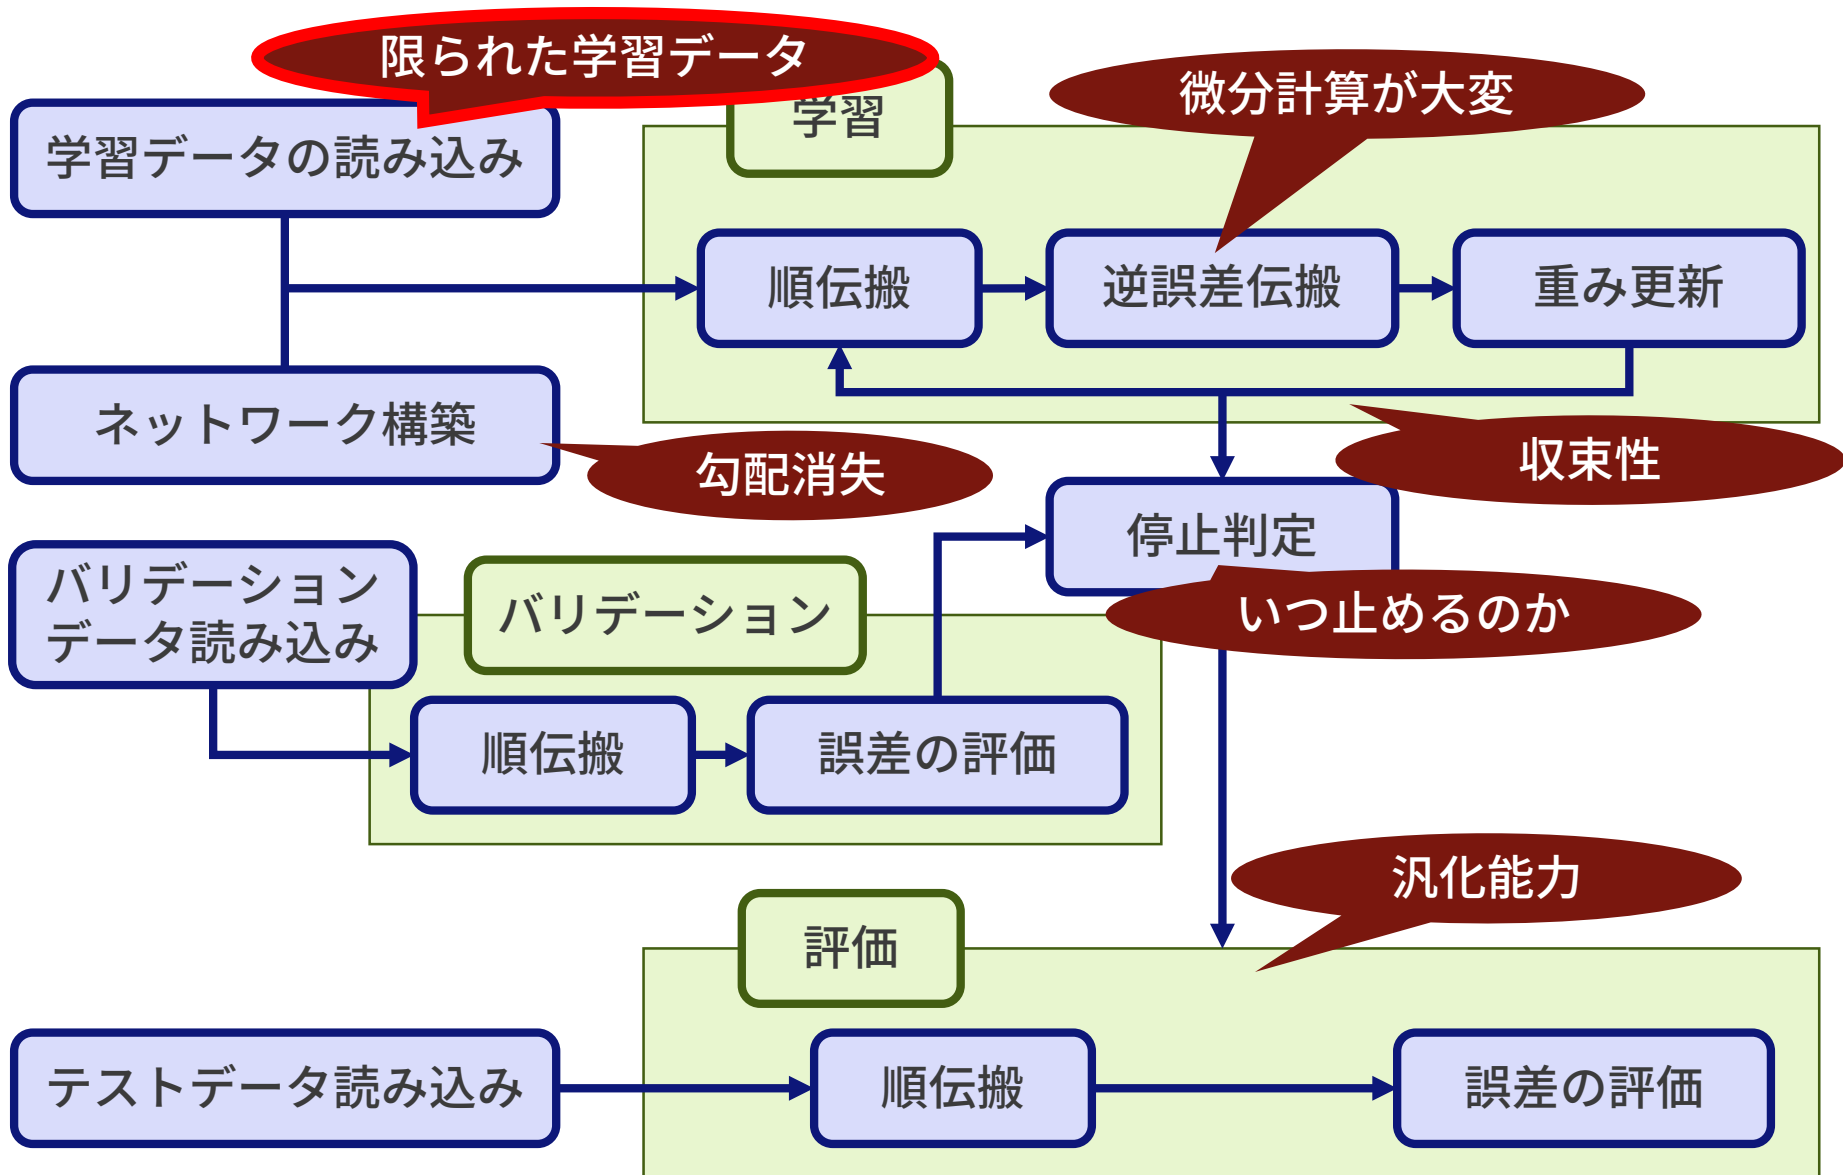 限られた学習データ
微分計算が大変
学習
学習データの読み込み
順伝搬
逆誤差伝搬
重み更新
ネットワーク構築
勾配消失
収束性
停止判定
バリデーション
データ読み込み
バリデーション
いつ止めるのか
順伝搬
誤差の評価
汎化能力
評価
テストデータ読み込み
順伝搬
誤差の評価